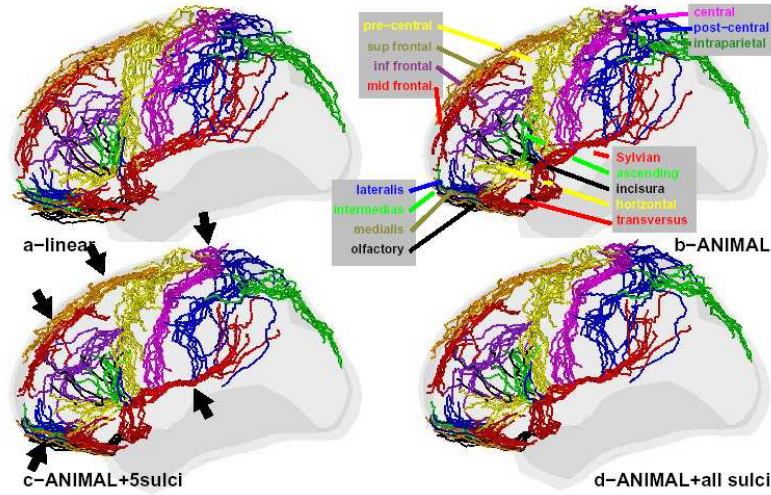 pre-central
sup frontal
inf frontal
mid frontal
central
post-central
intraparietal
Sylvian
ascending
incisura
horizontal
transversus
lateralis
intermedias
medialis
olfactory
a-linear
b-ANIMAL
c-ANIMAL+5sulci
d-ANIMAL+all sulci